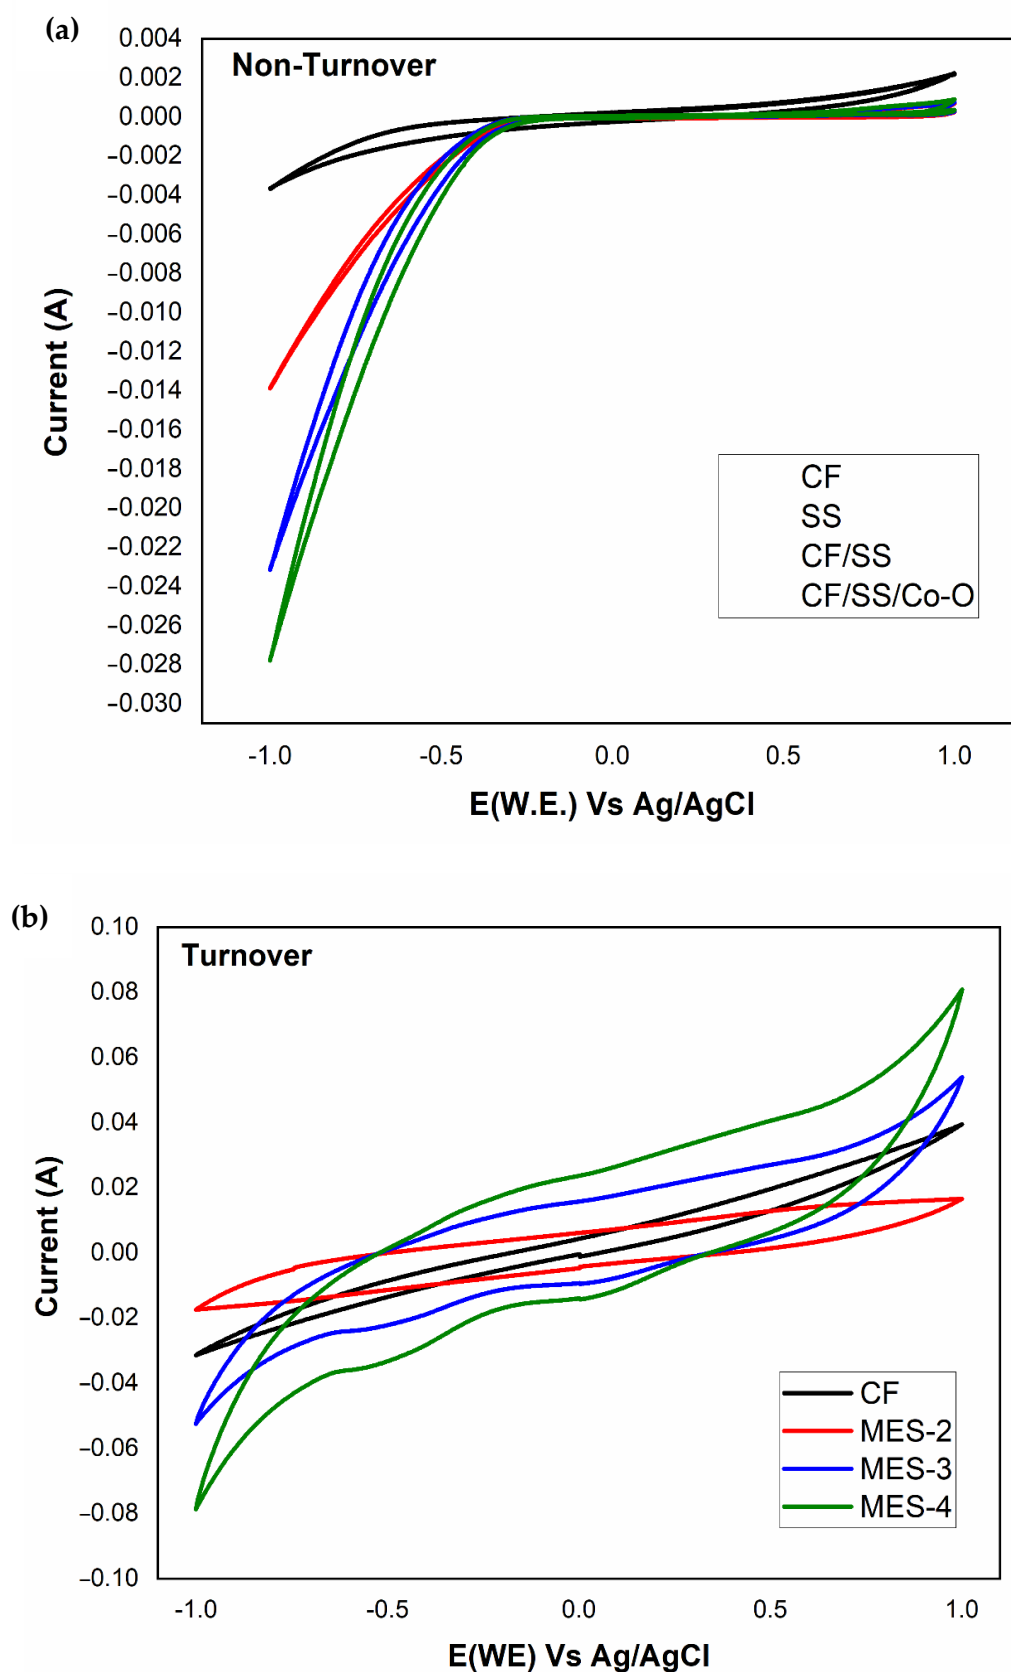 (a)
Non-Turnover
0.004
0.002
0.000
−0.002
−0.004
−0.006
−0.008
−0.010
−0.012
−0.014
−0.016
−0.018
−0.020
−0.022
−0.024
−0.026
−0.028
−0.030
Current (A)
CF
SS
CF/SS
CF/SS/Co-O
-1.0 -0.5 0.0 0.5 1.0
E(W.E.) Vs Ag/AgCl
(b)
Turnover
0.10
0.08
0.06
0.04
0.02
0.00
−0.02
−0.04
−0.06
−0.08
−0.10
Current (A)
CF
MES-2
MES-3
MES-4
-1.0 -0.5 0.0 0.5 1.0
E(WE) Vs Ag/AgCl